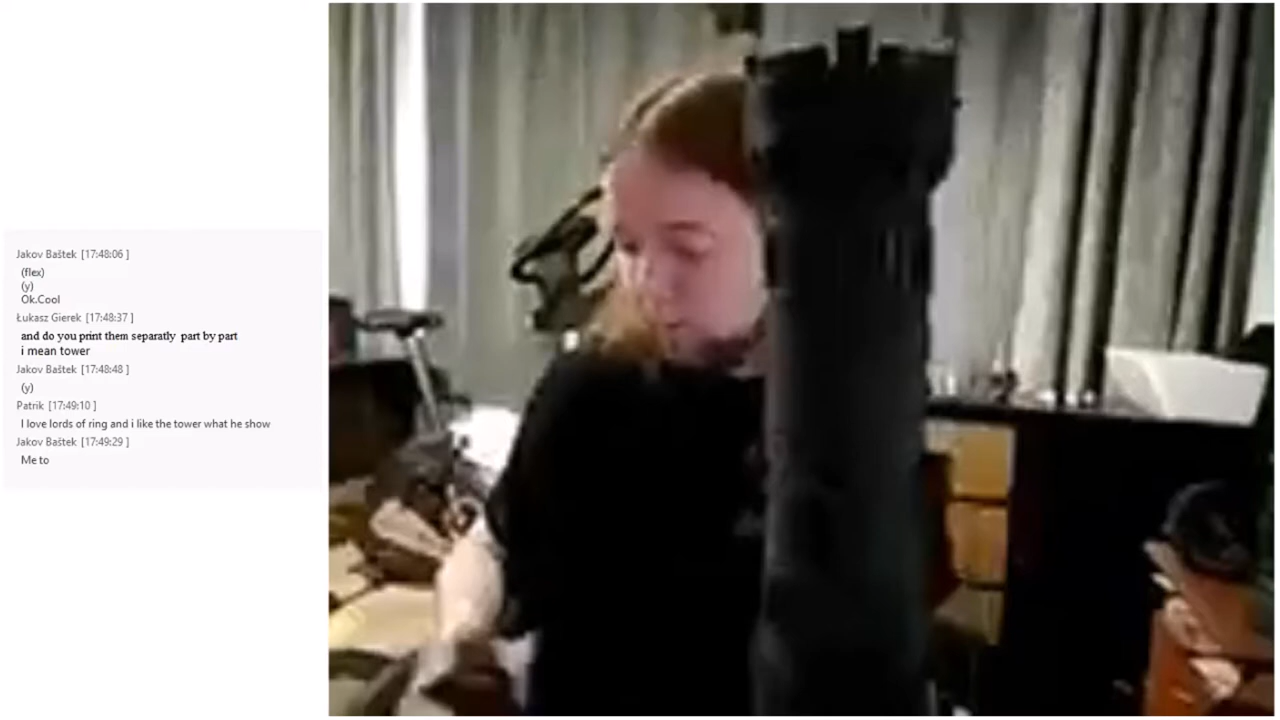 Jakov Baštek [17:48:06 ]
(flex)
(y)
Ok.Cool
Łukasz Gierek [17:48:37 ]
and do you print them separatly part by part
i mean tower
Jakov Baštek [17:48:48 ]
(y)
Patrik [17:49:10 ]
I love lords of ring and i like the tower what he show
Jakov Baštek [17:49:29 ]
Me to